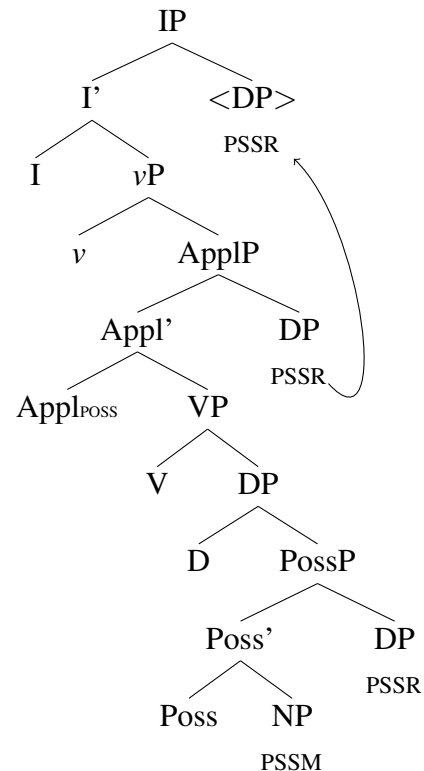 IP
I’ <DP>
PSSR
I vP
v ApplP
Appl’ DP
PSSR
ApplPOSS VP
V DP
D PossP
Poss’ DP
PSSR
Poss NP
PSSM